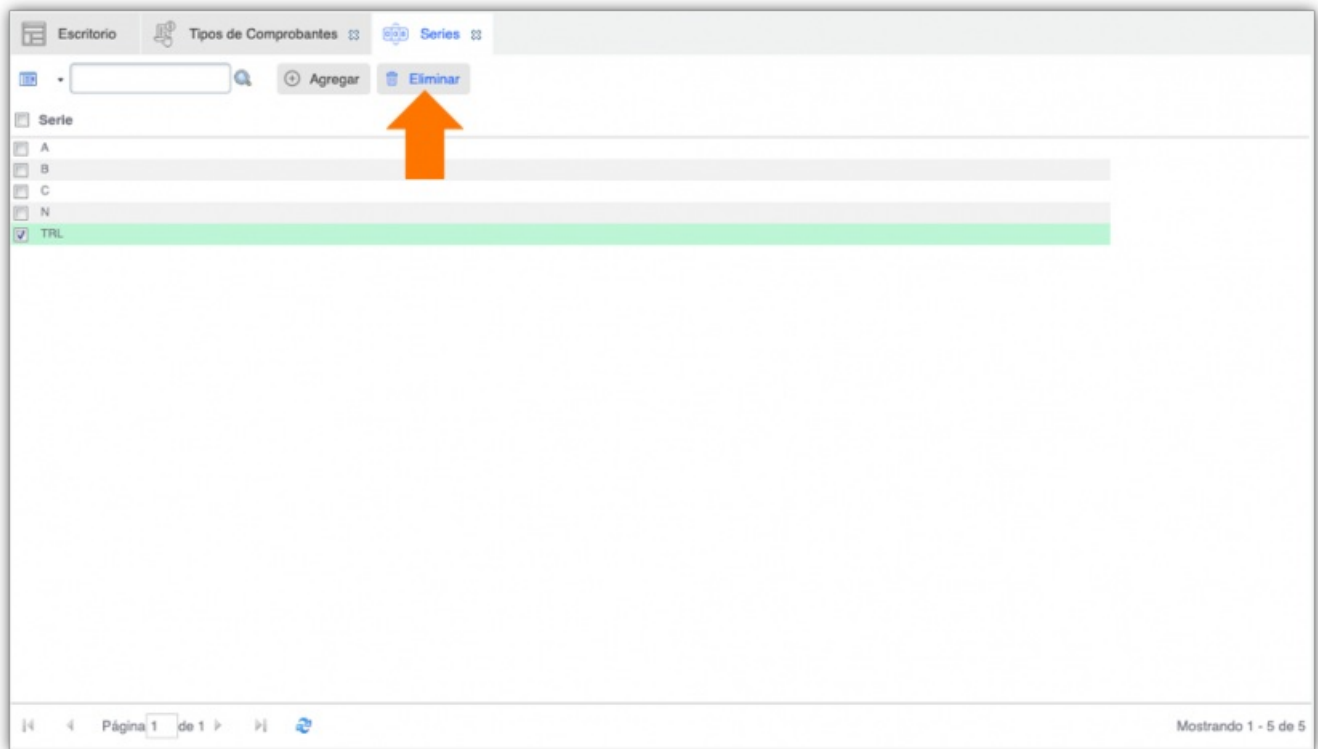 Escritorio Tipos de Comprobantes Series
Agregar Eliminar
Serie
A
B
C
N
TRL
Página 1 de 1 Mostrando 1 - 5 de 5